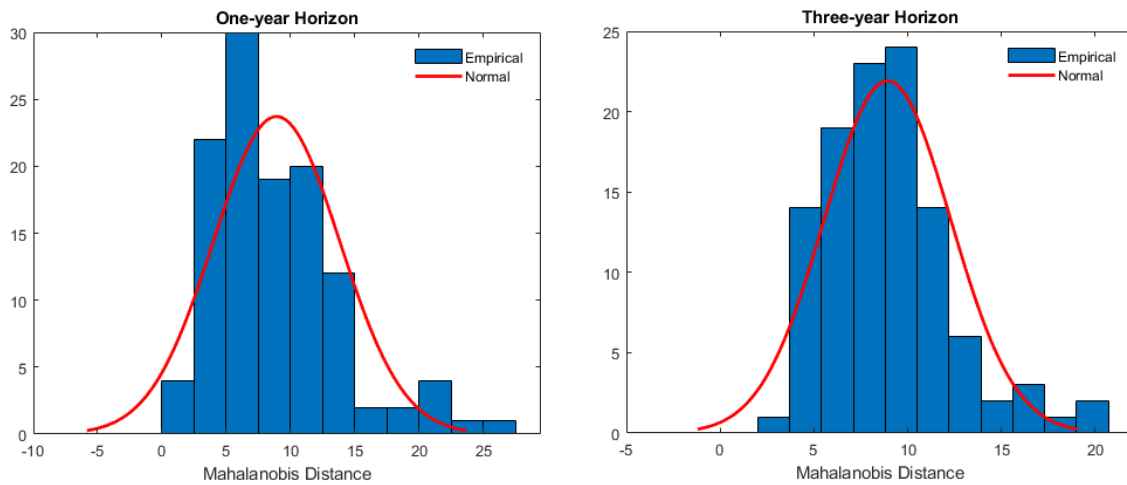 One-year Horizon
30
25
20
15
10
5
0
-10 -5 0 5 10 15 20 25
Mahalanobis Distance
Empirical
Normal
Three-year Horizon
25
20
15
10
5
0
-5 0 5 10 15 20
Mahalanobis Distance
Empirical
Normal